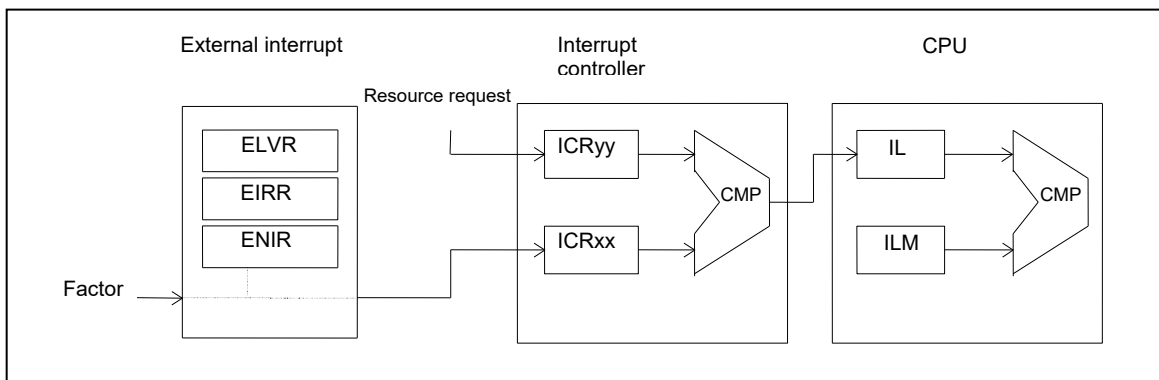 External interrupt
Interrupt
controller
CPU
Resource request
ELVR
EIRR
ENIR
Factor
ICRyy
ICRxx
CMP
IL
ILM
CMP